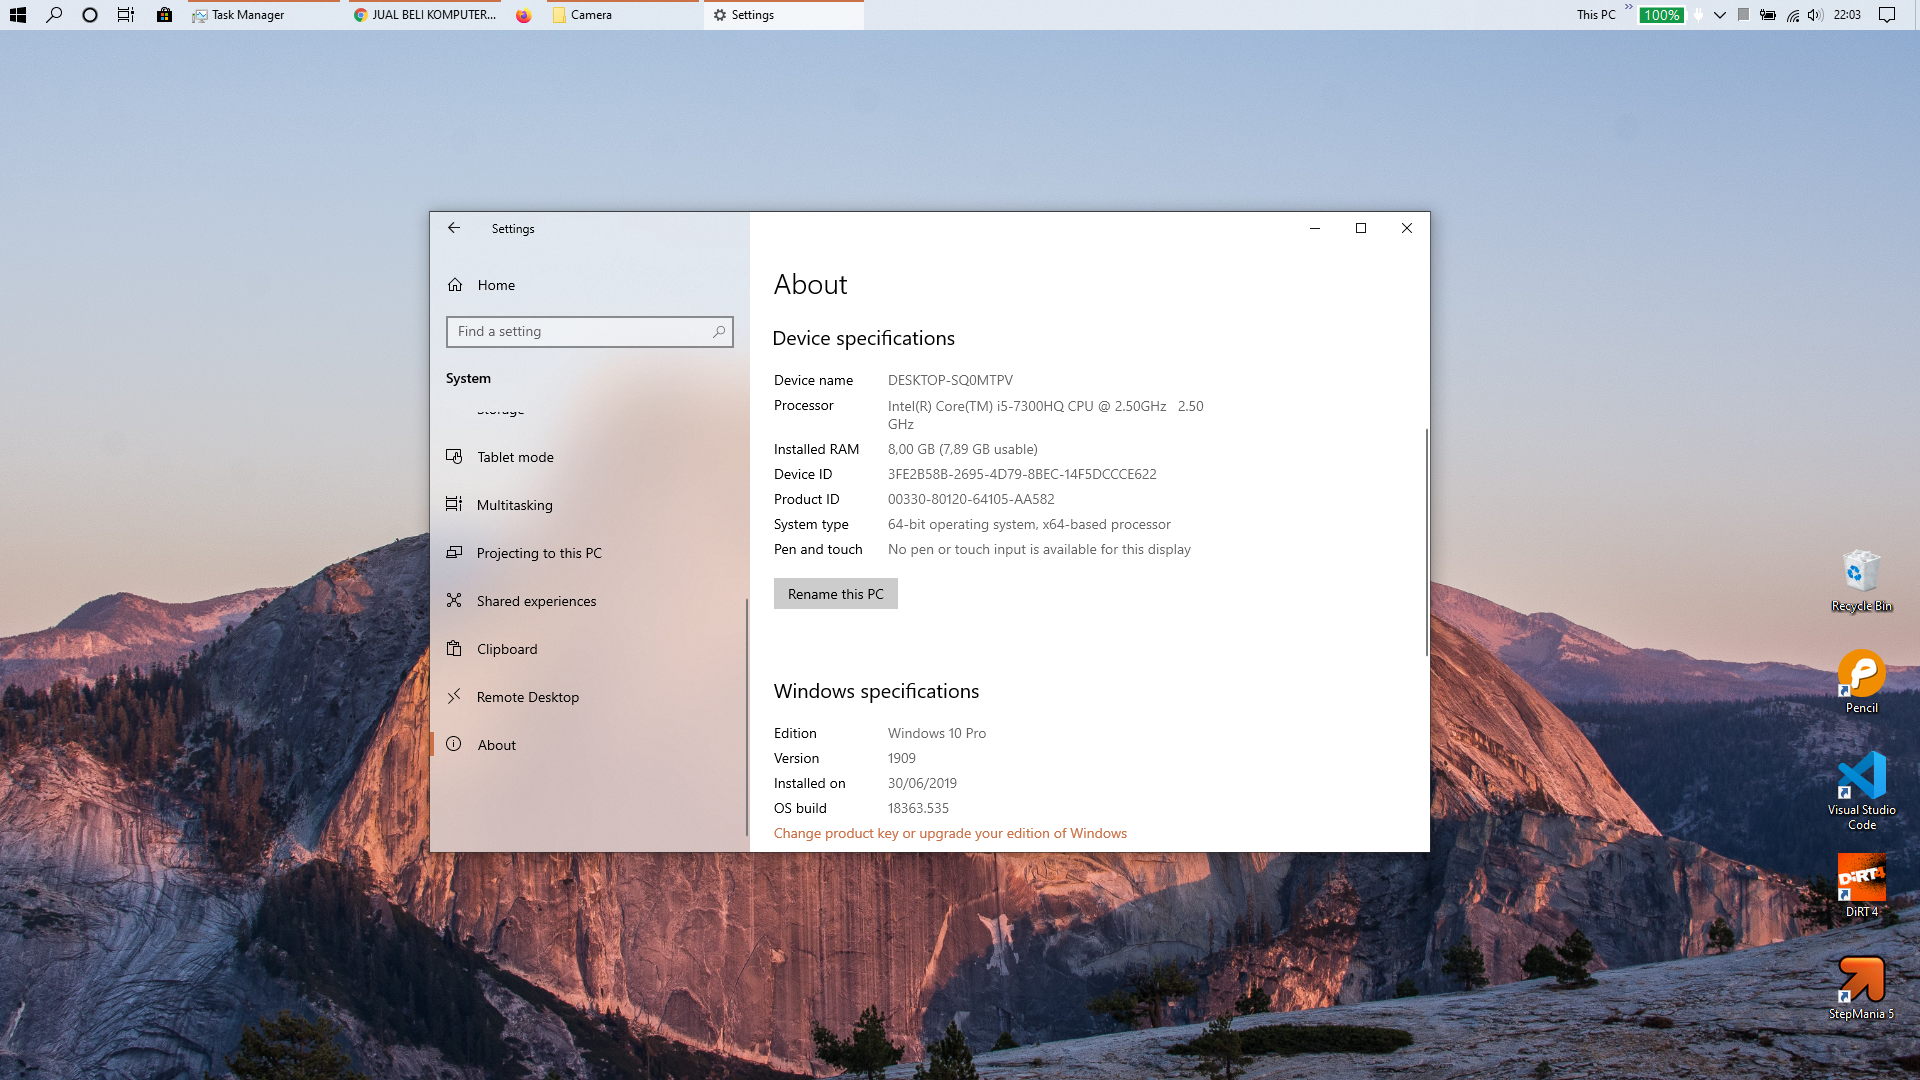 Task Manager
JUAL BELI KOMPUTER...
Camera
Settings
This PC
100%
22:03
Settings
Home
Find a setting
System
Storage
Tablet mode
Multitasking
Projecting to this PC
Shared experiences
Clipboard
Remote Desktop
About
About
Device specifications
Device name DESKTOP-SQ0MTPV
Processor Intel(R) Core(TM) i5-7300HQ CPU @ 2.50GHz 2.50
GHz
Installed RAM 8,00 GB (7,89 GB usable)
Device ID 3FE2B58B-2695-4D79-8BEC-14F5DCCCE622
Product ID 00330-80120-64105-AA582
System type 64-bit operating system, x64-based processor
Pen and touch No pen or touch input is available for this display
Rename this PC
Windows specifications
Edition Windows 10 Pro
Version 1909
Installed on 30/06/2019
OS build 18363.535
Change product key or upgrade your edition of Windows
Recycle Bin
Pencil
Visual Studio
Code
DiRT4
DiRT 4
StepMania 5